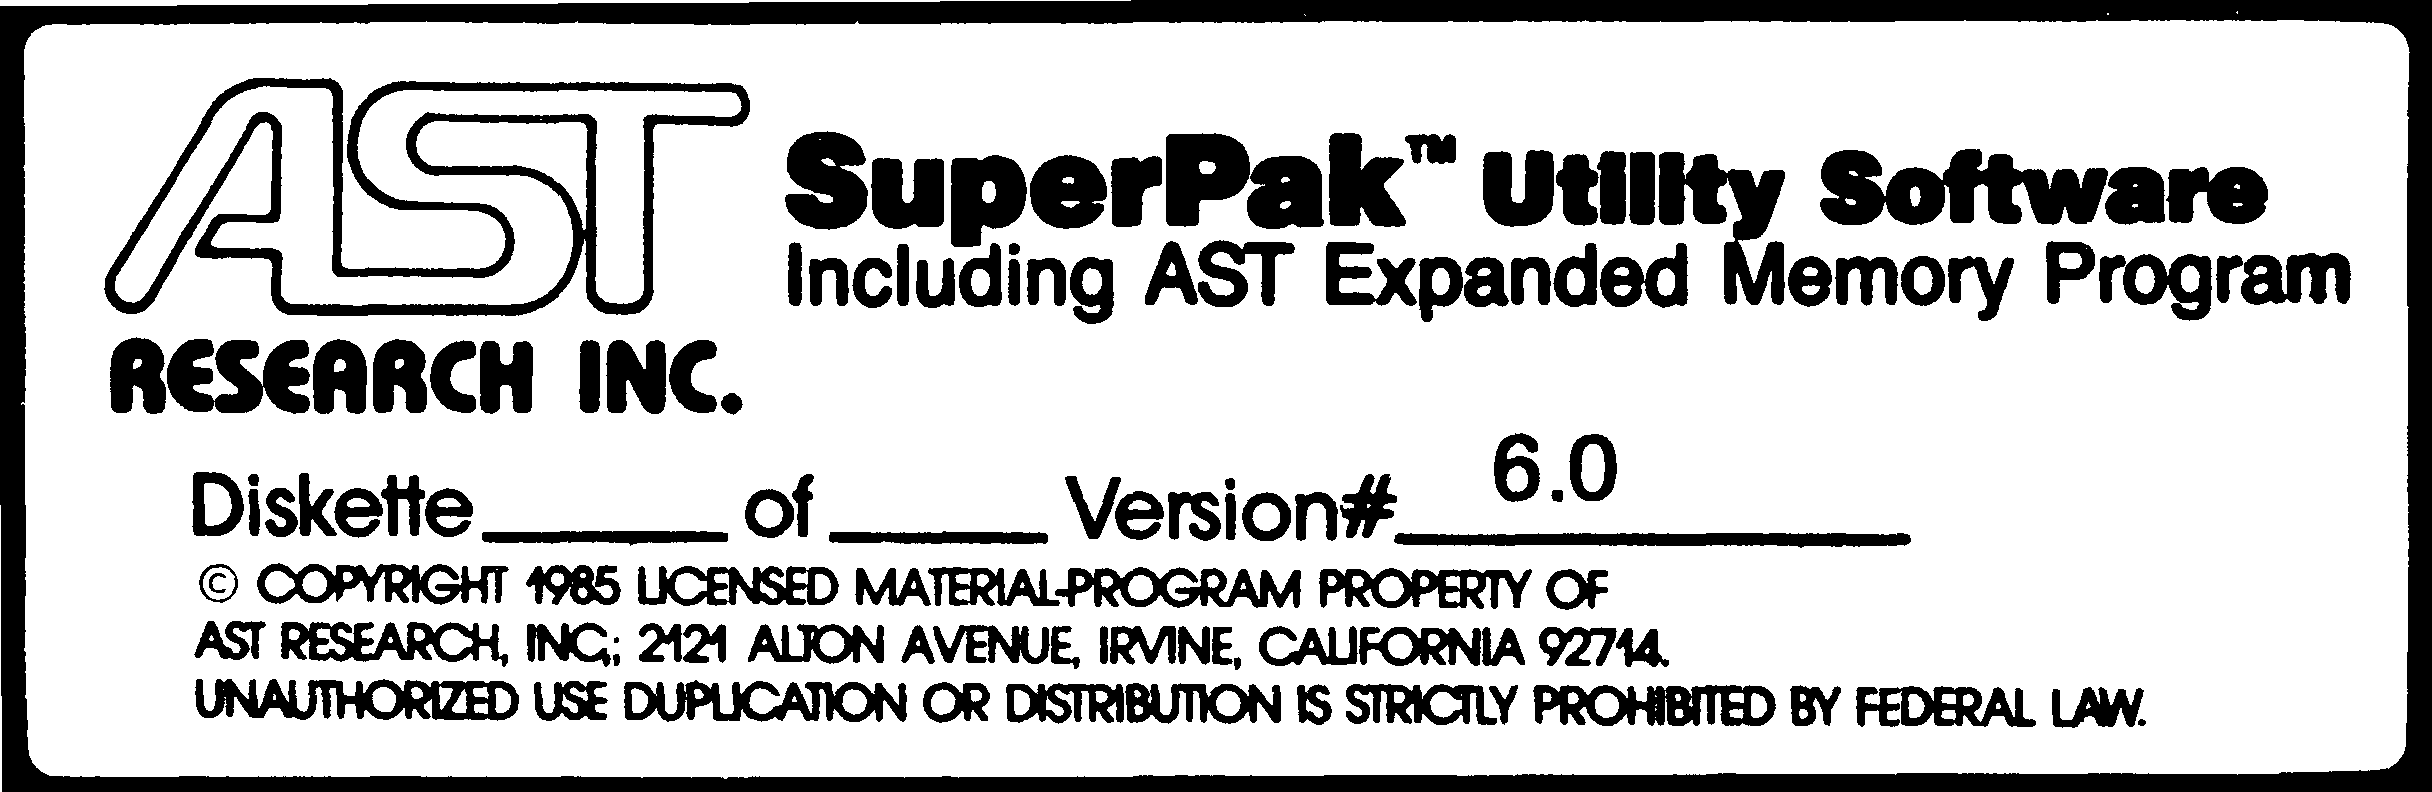 AST
RESEARCH INC.
SuperPak™ Utility Software
Including AST Expanded Memory Program
Diskette_____ of_____ Version# 6.0
© COPYRIGHT 1985 LICENSED MATERIAL-PROGRAM PROPERTY OF
AST RESEARCH, INC,; 2121 ALTON AVENUE, IRVINE, CALIFORNIA 92714.
UNAUTHORIZED USE DUPLICATION OR DISTRIBUTION IS STRICTLY PROHIBITED BY FEDERAL LAW.